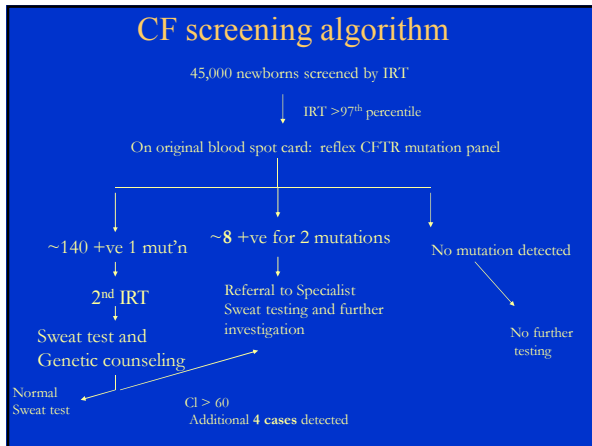 CF screening algorithm
45,000 newborns screened by IRT
IRT >97th percentile
On original blood spot card: reflex CFTR mutation panel
~140 +ve 1 mut'n
~8 +ve for 2 mutations
No mutation detected
2nd IRT
Referral to Specialist
Sweat testing and further
investigation
Sweat test and
Genetic counseling
No further
testing
Normal
Sweat test
Cl > 60
Additional 4 cases detected